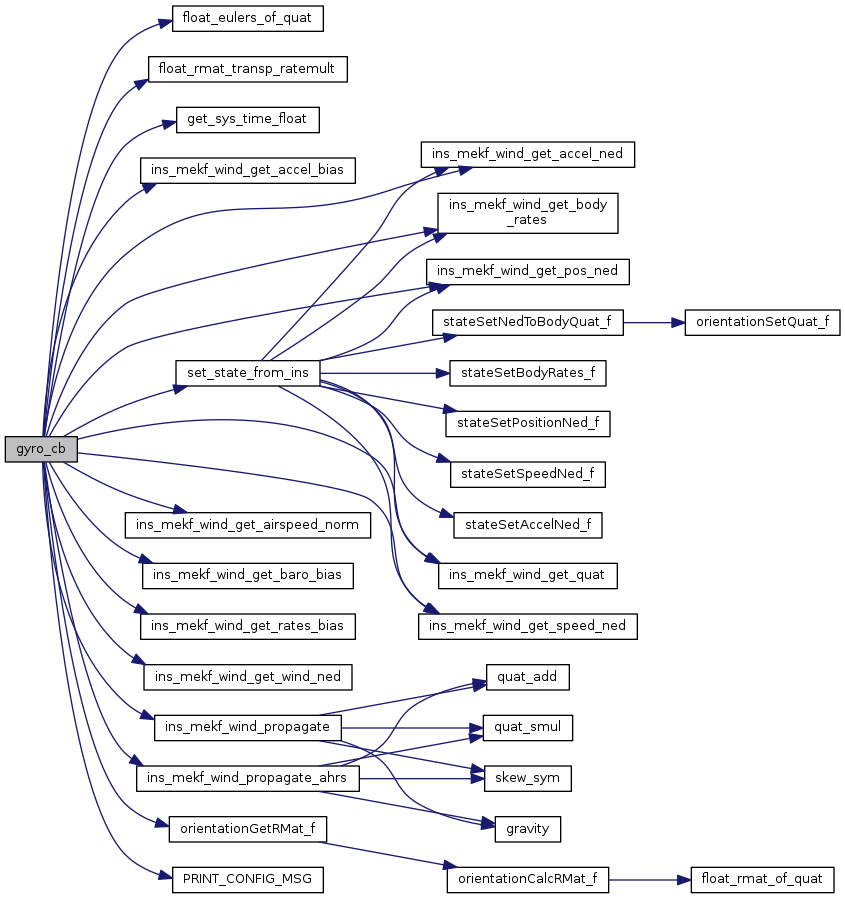 float_eulers_of_quat
float_rmat_transp_ratemult
get_sys_time_float
ins_mekf_wind_get_accel_ned
ins_mekf_wind_get_accel_bias
ins_mekf_wind_get_body
_rates
ins_mekf_wind_get_pos_ned
stateSetNedToBodyQuat_f
orientationSetQuat_f
set_state_from_ins
stateSetBodyRates_f
stateSetPositionNed_f
gyro_cb
stateSetSpeedNed_f
ins_mekf_wind_get_airspeed_norm
stateSetAccelNed_f
ins_mekf_wind_get_baro_bias
ins_mekf_wind_get_quat
ins_mekf_wind_get_rates_bias
ins_mekf_wind_get_speed_ned
ins_mekf_wind_get_wind_ned
quat_add
ins_mekf_wind_propagate
quat_smul
ins_mekf_wind_propagate_ahrs
skew_sym
orientationGetRMat_f
gravity
PRINT_CONFIG_MSG
orientationCalcRMat_f
float_rmat_of_quat